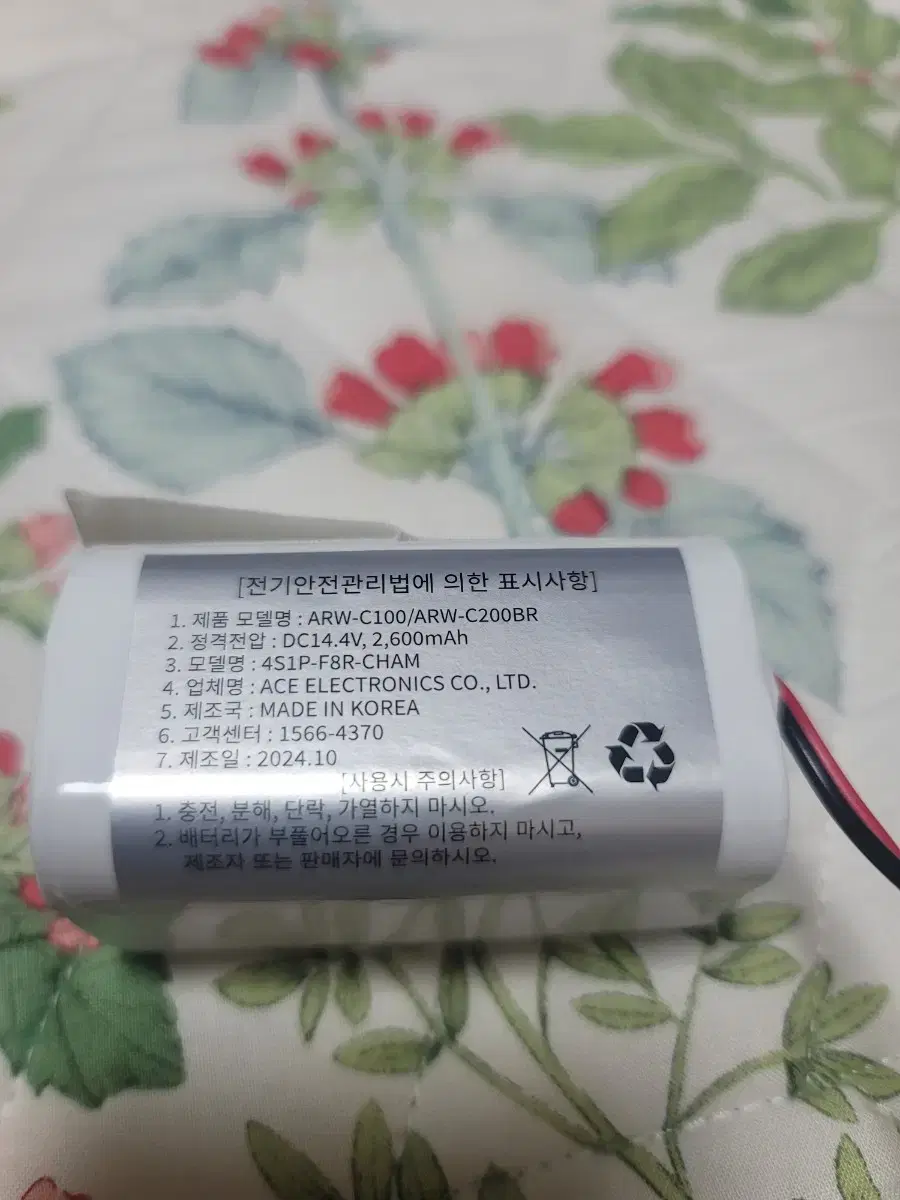 [전기안전관리법에 의한 표시사항]
1. 제품 모델명 : ARW-C100/ARW-C200BR
2. 정격전압 : DC14.4V, 2,600mAh
3. 모델명 : 4S1P-F8R-CHAM
4. 업체명 : ACE ELECTRONICS CO., LTD.
5. 제조국 : MADE IN KOREA
6. 고객센터 : 1566-4370
7. 제조일 : 2024.10
[사용시 주의사항]
1. 충전, 분해, 단락, 가열하지 마시오.
2. 배터리가 부풀어오른 경우 이용하지 마시고,
제조자 또는 판매자에 문의하시오.